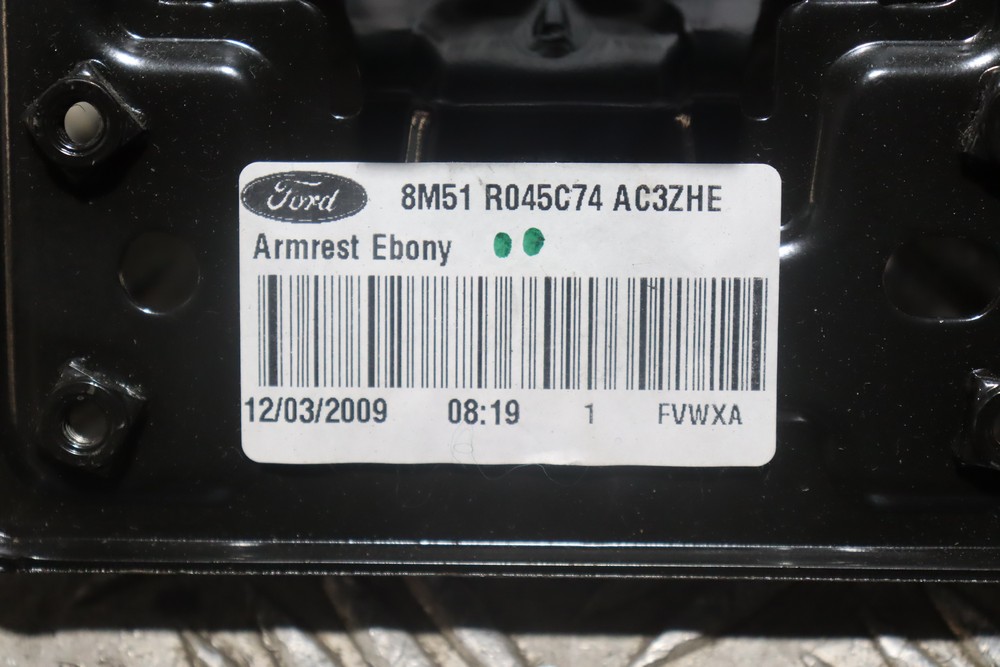 Ford 8M51 R045C74 AC3ZHE
Armrest Ebony
12/03/2009 08:19 1 FVWXA